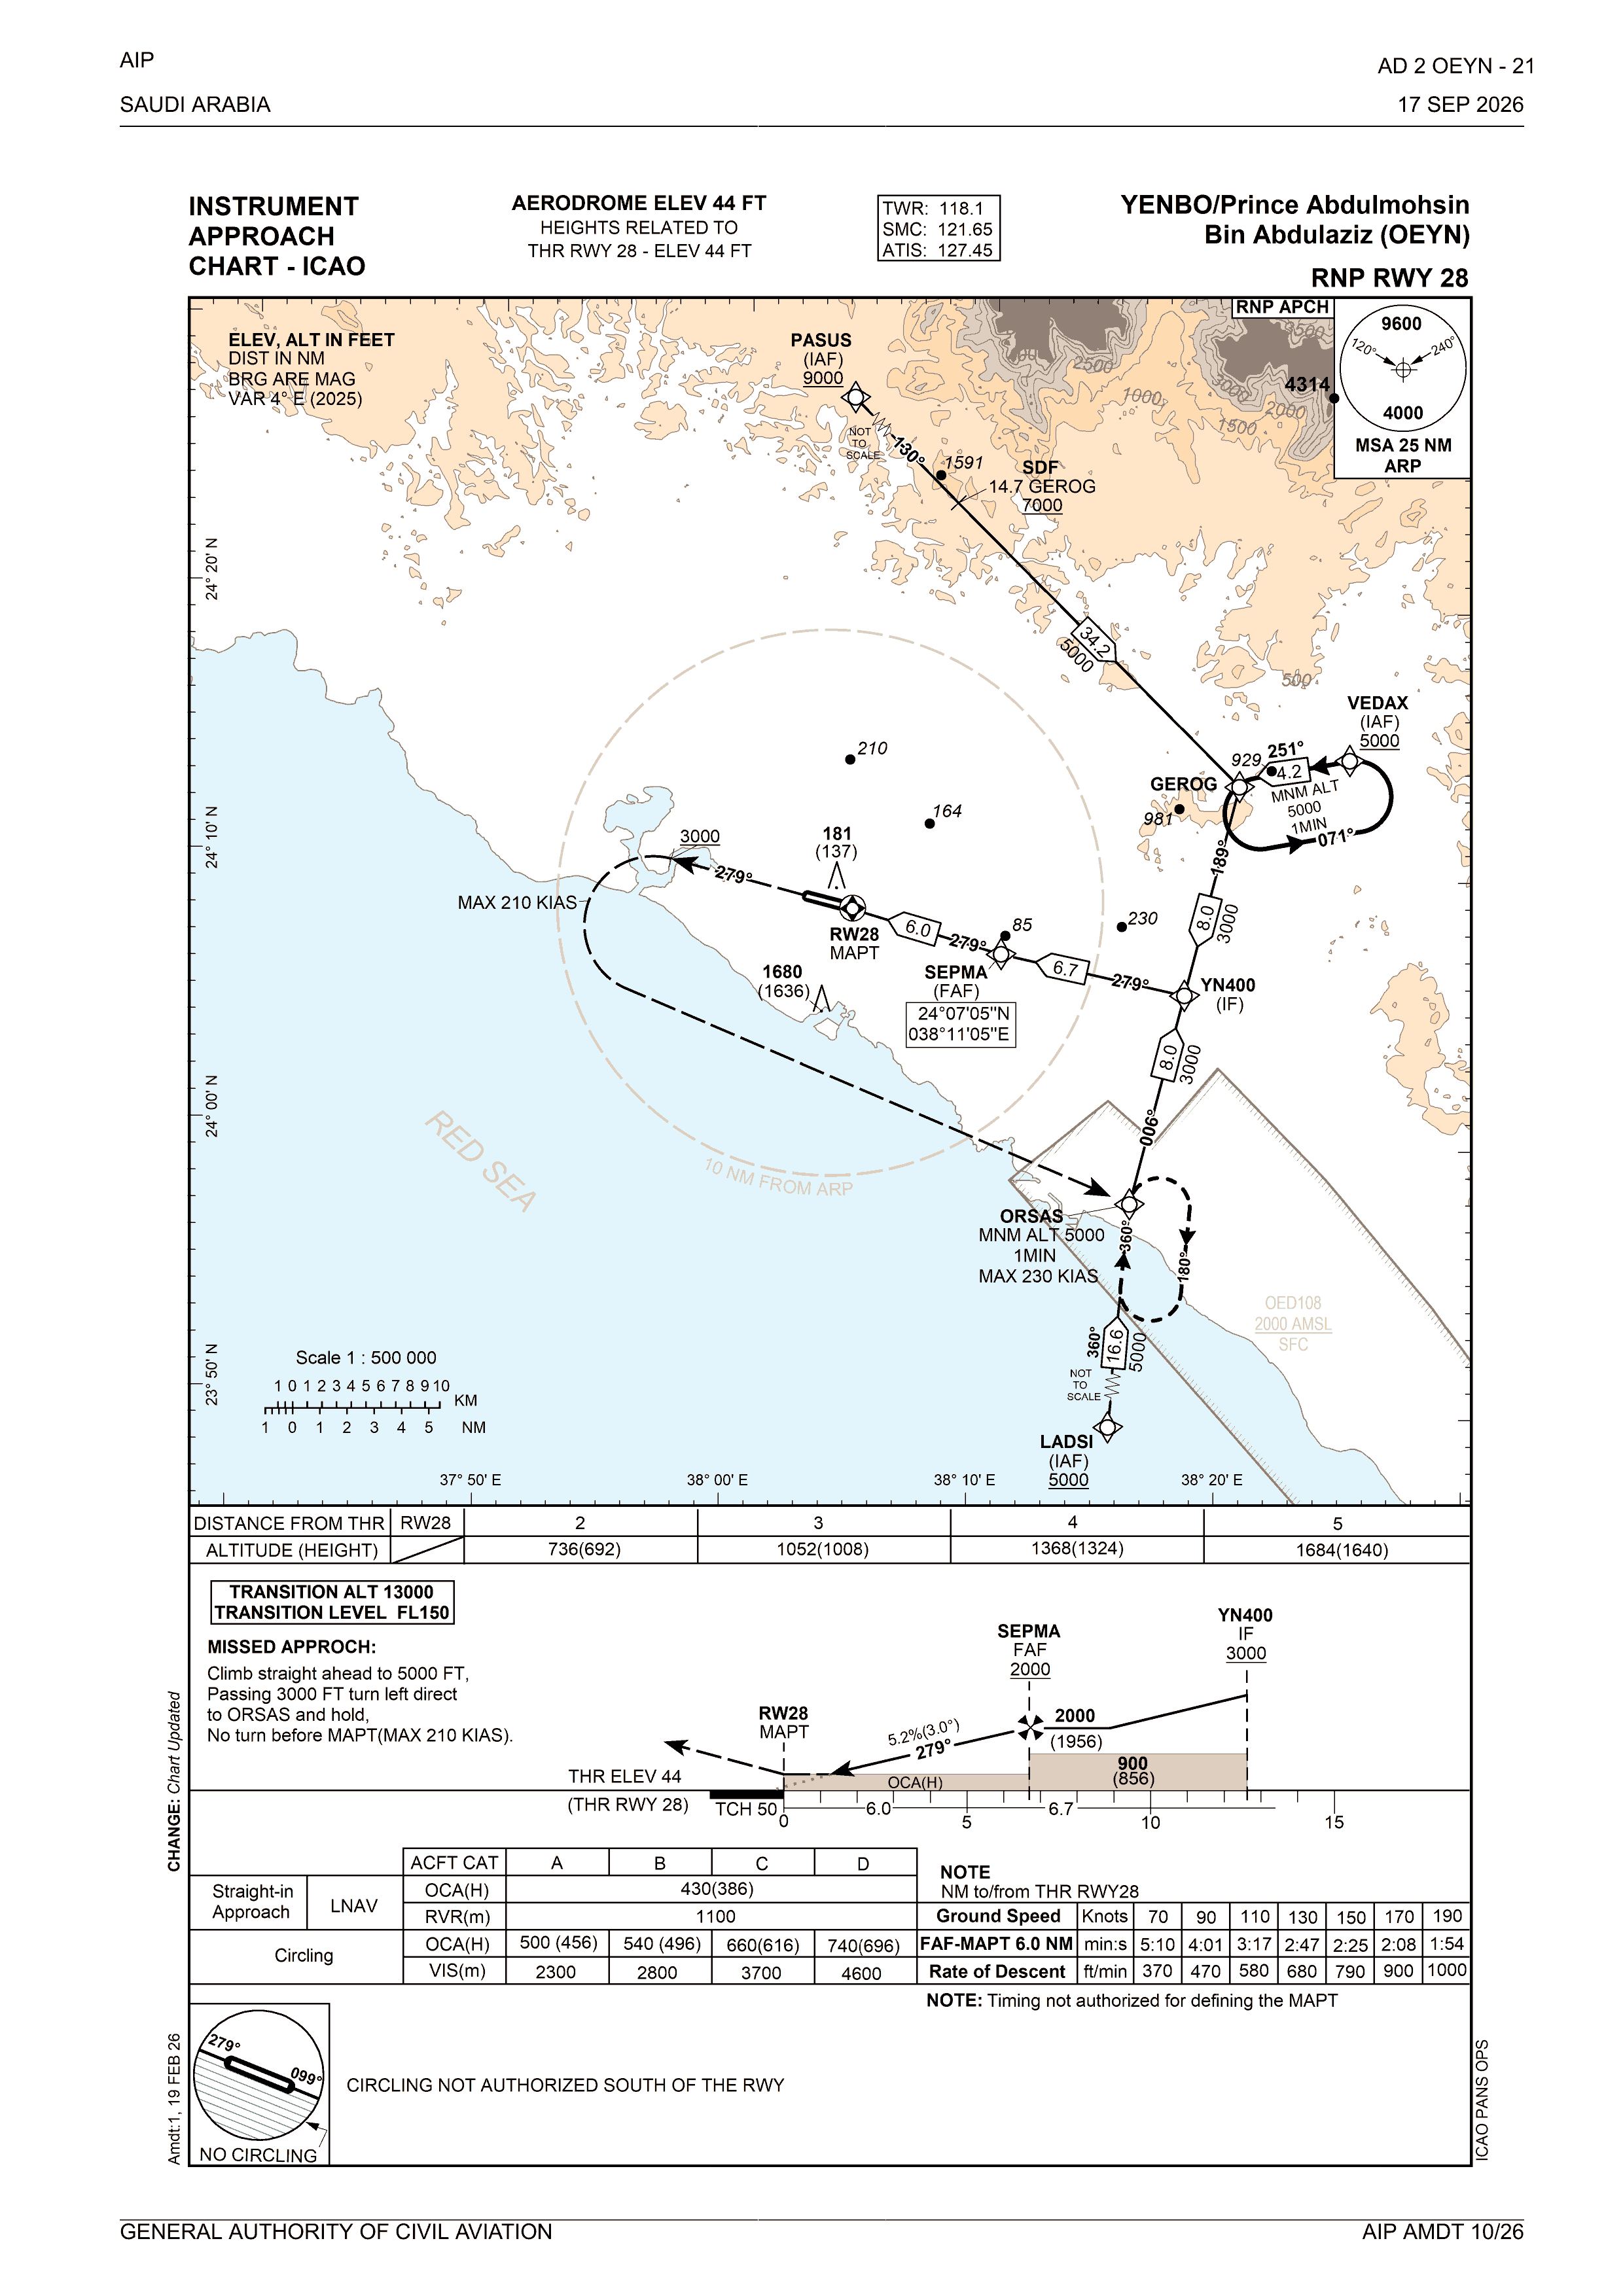 AIP
AD 2 OEYN - 21
SAUDI ARABIA
17 SEP 2026
INSTRUMENT
APPROACH
CHART - ICAO
AERODROME ELEV 44 FT
HEIGHTS RELATED TO
THR RWY 28 - ELEV 44 FT
TWR: 118.1
SMC: 121.65
ATIS: 127.45
YENBO/Prince Abdulmohsin
Bin Abdulaziz (OEYN)
RNP RWY 28
ELEV, ALT IN FEET
DIST IN NM
BRG ARE MAG
VAR 4° E (2025)
RNP APCH
9600
120°
240°
4000
MSA 25 NM
ARP
4314
2500
1000
3000
2000
1500
PASUS
(IAF)
9000
NOT
TO
SCALE
130°
1591
SDF
14.7 GEROG
7000
34.2
5000
500
24° 20' N
24° 10' N
24° 00' N
23° 50' N
VEDAX
(IAF)
5000
251°
929
4.2
GEROG
MNM ALT
5000
1MIN
071°
981
189°
8.0
3000
210
164
181
(137)
3000
279°
MAX 210 KIAS
RW28
MAPT
6.0
279°
85
230
SEPMA
(FAF)
24°07'05"N
038°11'05"E
6.7
279°
YN400
(IF)
1680
(1636)
8.0
3000
006°
RED SEA
10 NM FROM ARP
ORSAS
MNM ALT 5000
1MIN
MAX 230 KIAS
360°
180°
OED108
2000 AMSL
SFC
360°
16.6
5000
NOT
TO
SCALE
LADSI
(IAF)
5000
Scale 1 : 500 000
1 0 1 2 3 4 5 6 7 8 9 10
KM
1 0 1 2 3 4 5 NM
37° 50' E
38° 00' E
38° 10' E
38° 20' E
DISTANCE FROM THR RW28 2 3 4 5
ALTITUDE (HEIGHT) 736(692) 1052(1008) 1368(1324) 1684(1640)
TRANSITION ALT 13000
TRANSITION LEVEL FL150
MISSED APPROCH:
Climb straight ahead to 5000 FT,
Passing 3000 FT turn left direct
to ORSAS and hold,
No turn before MAPT(MAX 210 KIAS).
YN400
IF
3000
SEPMA
FAF
2000
RW28
MAPT
5.2%(3.0°)
279°
2000
(1956)
900
(856)
OCA(H)
THR ELEV 44
(THR RWY 28)
TCH 50
0 5 10 15
6.0 6.7
CHANGE: Chart Updated
ACFT CAT A B C D
Straight-in
Approach
LNAV
OCA(H) 430(386)
RVR(m) 1100
Circling
OCA(H) 500 (456) 540 (496) 660(616) 740(696)
VIS(m) 2300 2800 3700 4600
NOTE
NM to/from THR RWY28
Ground Speed Knots 70 90 110 130 150 170 190
FAF-MAPT 6.0 NM min:s 5:10 4:01 3:17 2:47 2:25 2:08 1:54
Rate of Descent ft/min 370 470 580 680 790 900 1000
NOTE: Timing not authorized for defining the MAPT
279°
099°
NO CIRCLING
CIRCLING NOT AUTHORIZED SOUTH OF THE RWY
Amdt:1, 19 FEB 26
ICAO PANS OPS
GENERAL AUTHORITY OF CIVIL AVIATION
AIP AMDT 10/26